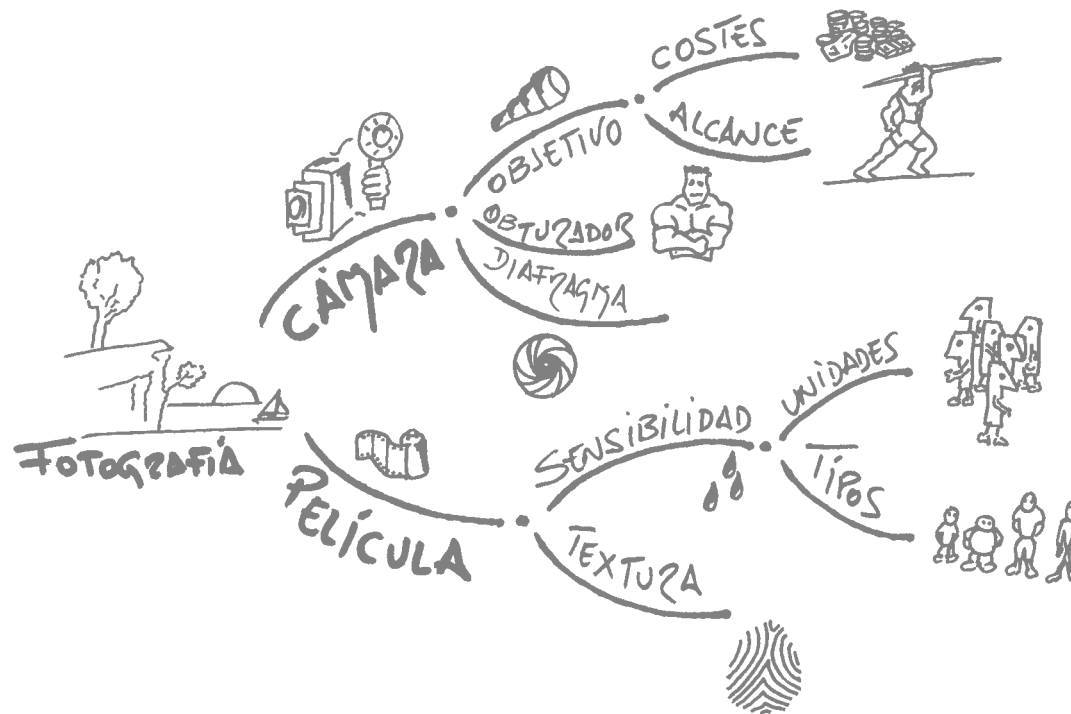 FOTOGRAFÍA
CÁMARA
OBJETIVO
COSTES
ALCANCE
OBTURADOR
DIAFRAGMA
PELÍCULA
SENSIBILIDAD
UNIDADES
TIPOS
TEXTURA